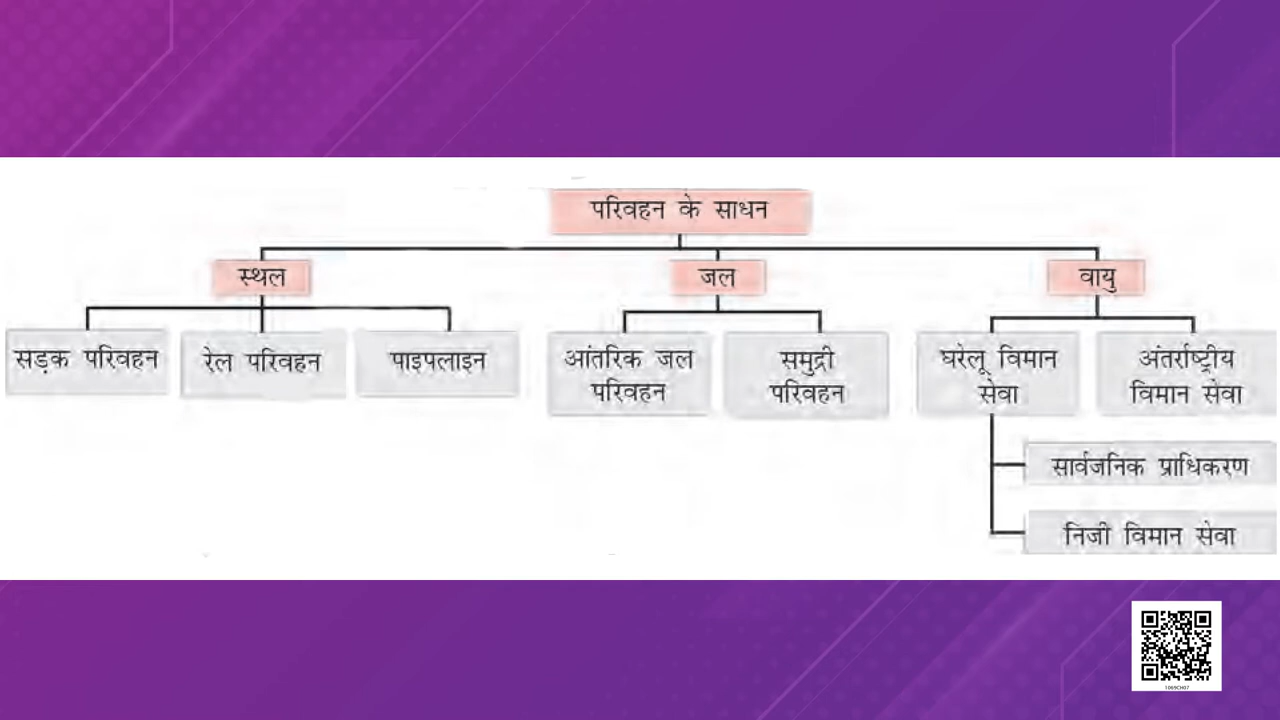 परिवहन के साधन
स्थल
जल
वायु
सड़क परिवहन
रेल परिवहन
पाइपलाइन
आंतरिक जल
परिवहन
समुद्री
परिवहन
घरेलू विमान
सेवा
अंतर्राष्ट्रीय
विमान सेवा
सार्वजनिक प्राधिकरण
निजी विमान सेवा
1069CH07